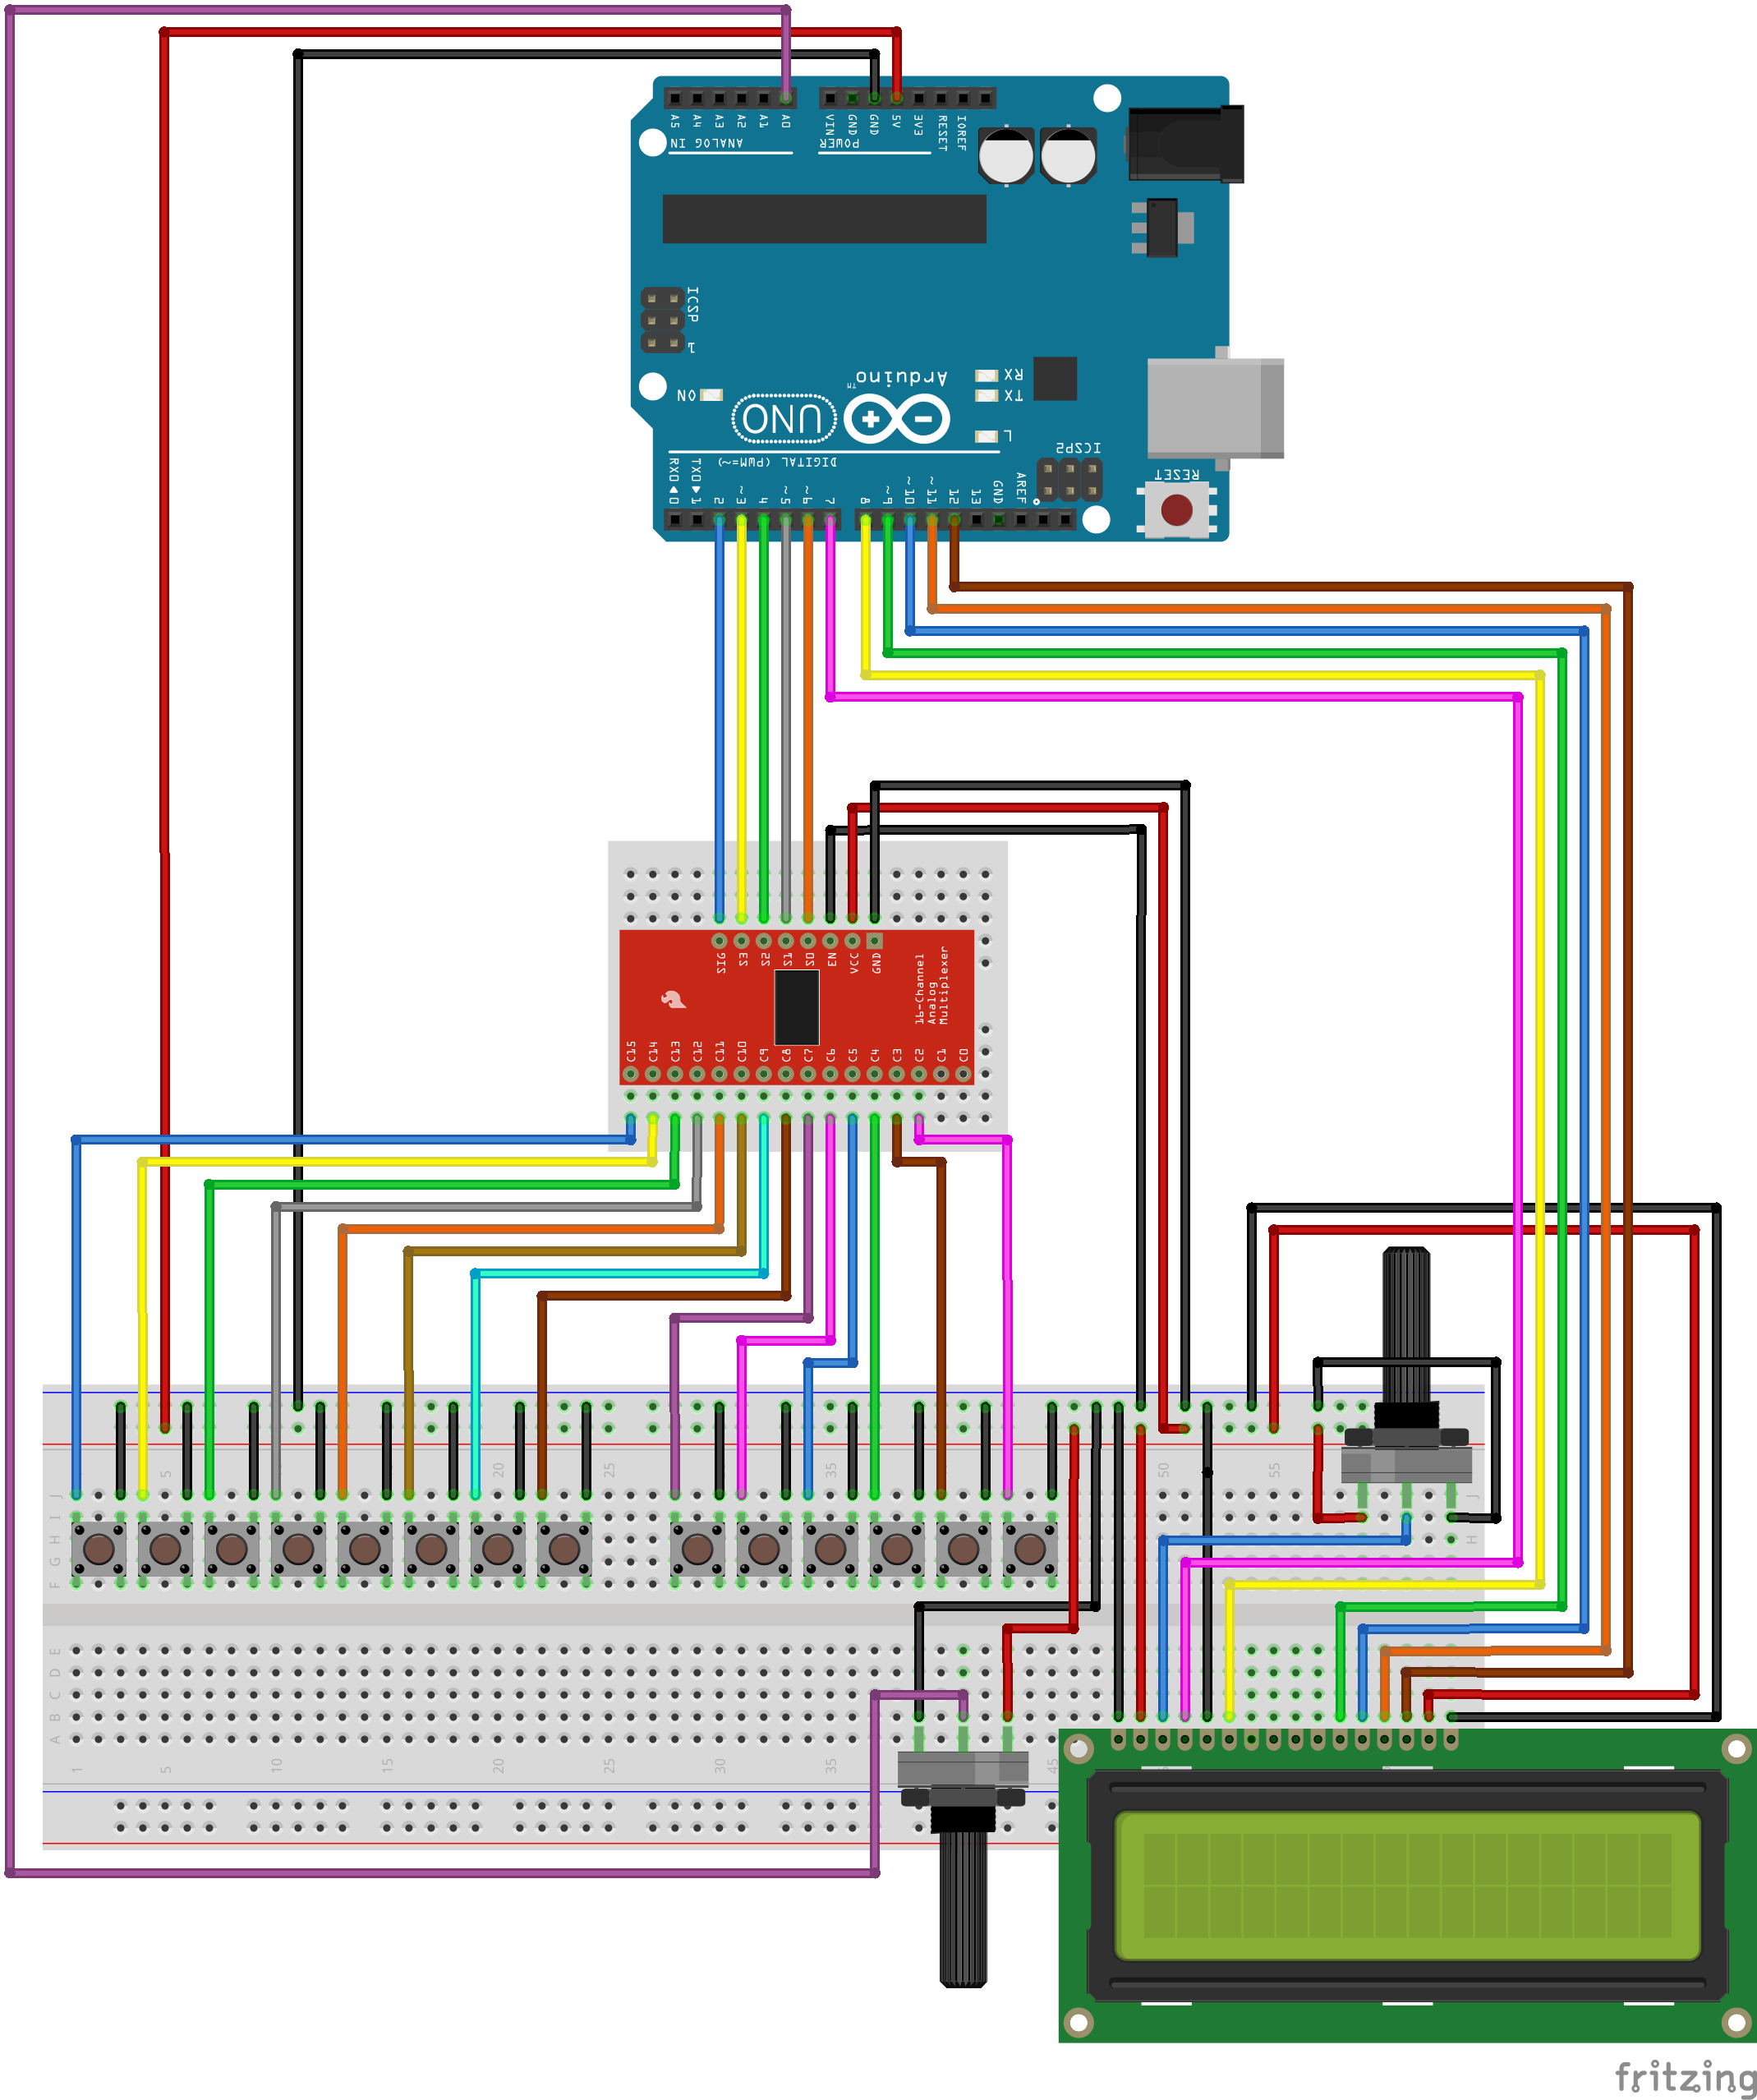 A5 A4 A3 A2 A1 A0 VIN GND GND 5V 3V3 RESET IOREF
ANALOG IN POWER
ICSP
1
ON
UNO
Arduino
TM
RX
TX
L
ICSP2
RESET
DIGITAL (PWM=~)
RX0 0 TX0 1 2 ~3 4 ~5 ~6 7 8 ~9 ~10 ~11 12 13 GND AREF
SIG S3 S2 S1 S0 EN VCC GND
16-Channel
Analog
Multiplexer
C15 C14 C13 C12 C11 C10 C9 C8 C7 C6 C5 C4 C3 C2 C1 C0
5 20 25 35 50 55
J J
I
H H
G
F
E
D
C
B
A
1 5 10 15 20 25 30 35 45
fritzing